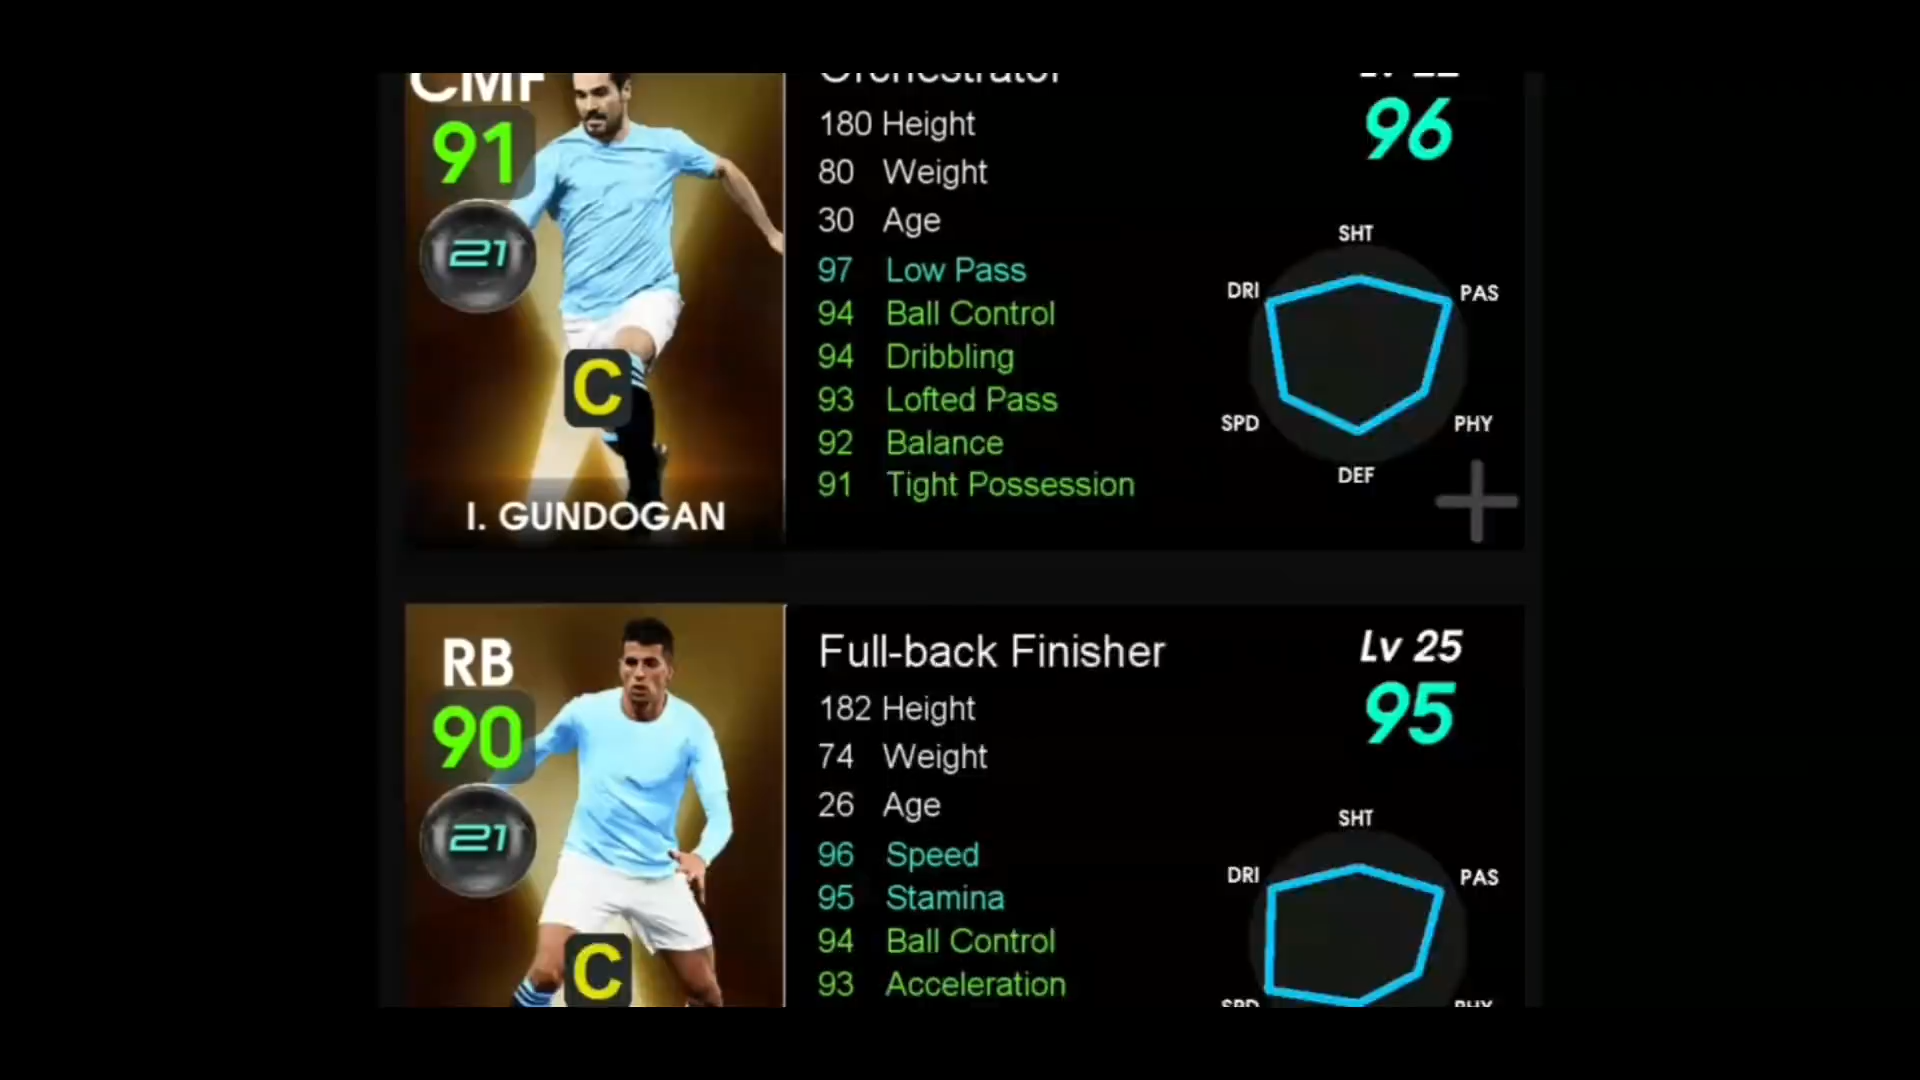 CMF
91
21
C
I. GUNDOGAN
Orchestrator
180 Height
80 Weight
30 Age
97 Low Pass
94 Ball Control
94 Dribbling
93 Lofted Pass
92 Balance
91 Tight Possession
96
SHT
DRI
PAS
SPD
PHY
DEF
RB
90
21
C
Full-back Finisher
182 Height
74 Weight
26 Age
96 Speed
95 Stamina
94 Ball Control
93 Acceleration
Lv 25
95
SHT
DRI
PAS
SPD
PHY